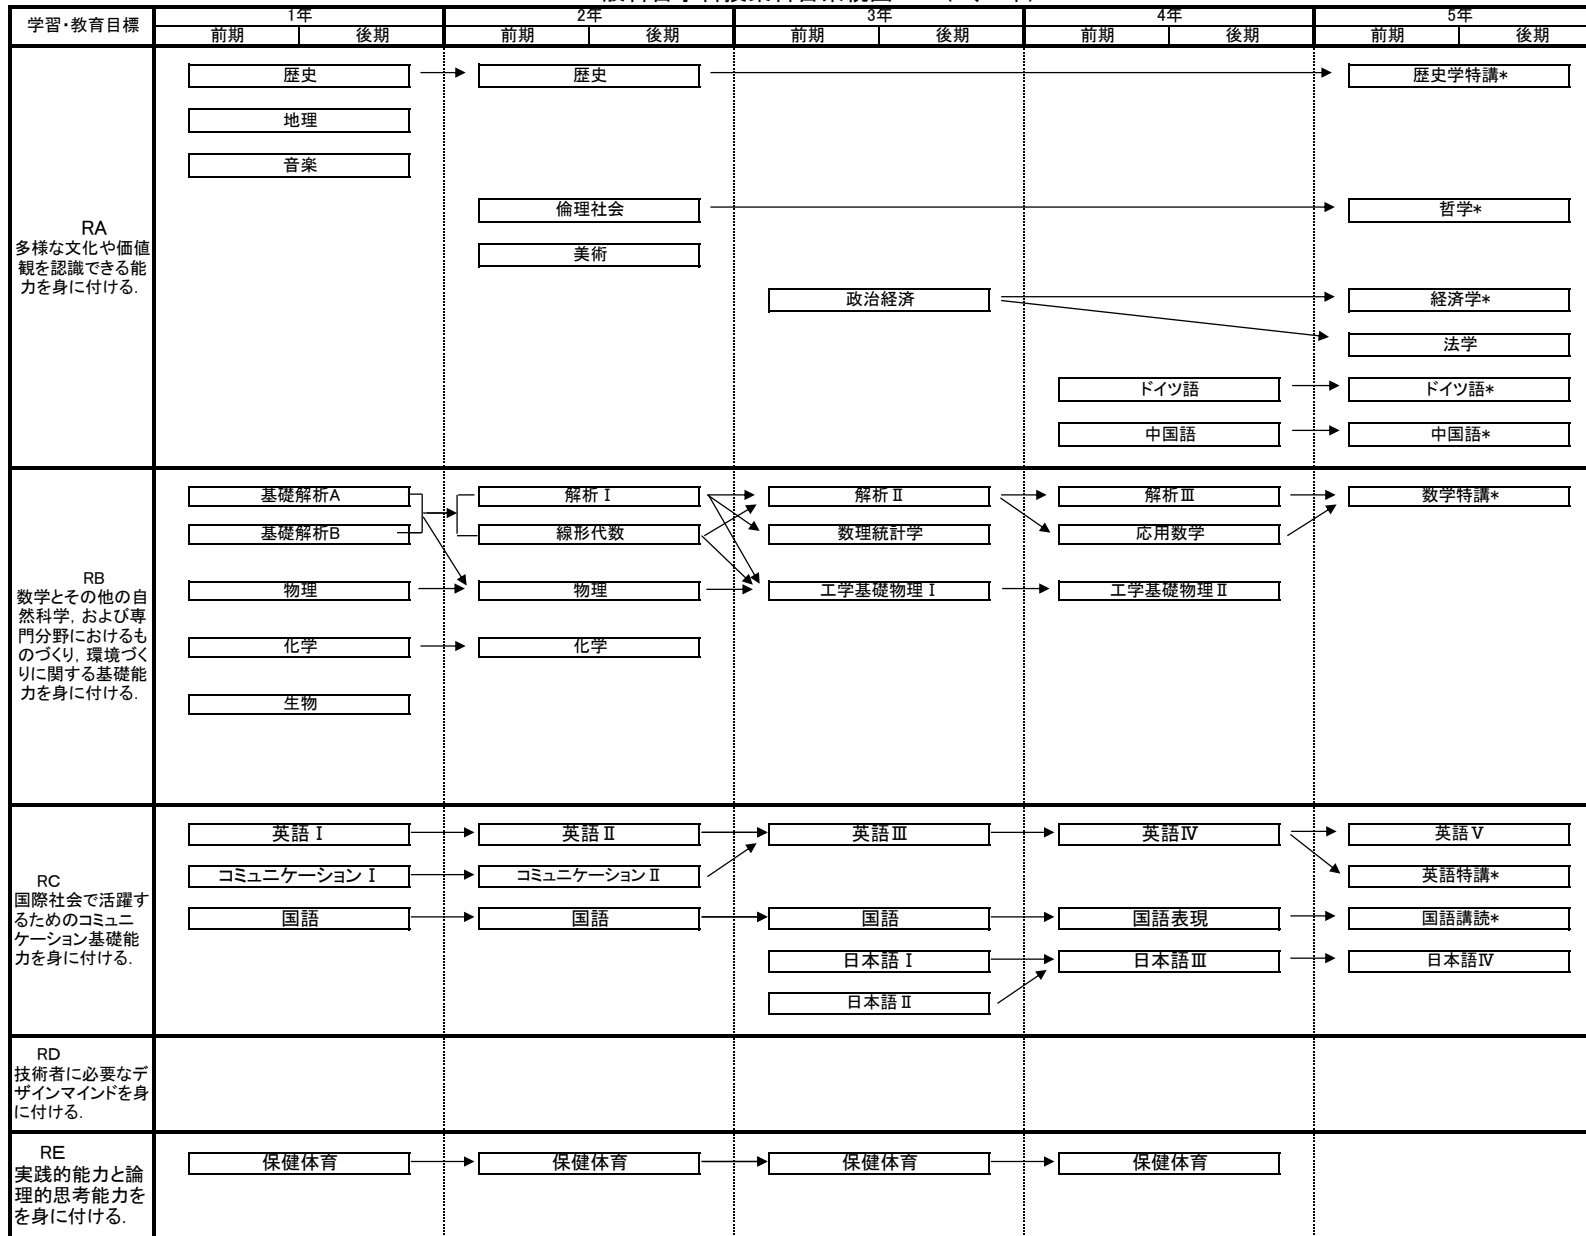 学習・教育目標
1年
2年
3年
4年
5年
前期
後期
前期
後期
前期
後期
前期
後期
前期
後期
RA
多様な文化や価値
観を認識できる能
力を身に付ける.
歴史
歴史
歴史学特講*
地理
音楽
倫理社会
哲学*
美術
政治経済
経済学*
法学
ドイツ語
ドイツ語*
中国語
中国語*
RB
数学とその他の自
然科学, および専
門分野におけるも
のづくり, 環境づく
りに関する基礎能
力を身に付ける.
基礎解析A
解析Ⅰ
解析Ⅱ
解析Ⅲ
数学特講*
基礎解析B
線形代数
数理統計学
応用数学
物理
物理
工学基礎物理Ⅰ
工学基礎物理Ⅱ
化学
化学
生物
RC
国際社会で活躍す
るためのコミュニ
ケーション基礎能
力を身に付ける.
英語Ⅰ
英語Ⅱ
英語Ⅲ
英語Ⅳ
英語Ⅴ
コミュニケーションⅠ
コミュニケーションⅡ
英語特講*
国語
国語
国語
国語表現
国語講読*
日本語Ⅰ
日本語Ⅲ
日本語Ⅳ
日本語Ⅱ
RD
技術者に必要なデ
ザインマインドを身
に付ける.
RE
実践的能力と論
理的思考能力を
を身に付ける.
保健体育
保健体育
保健体育
保健体育